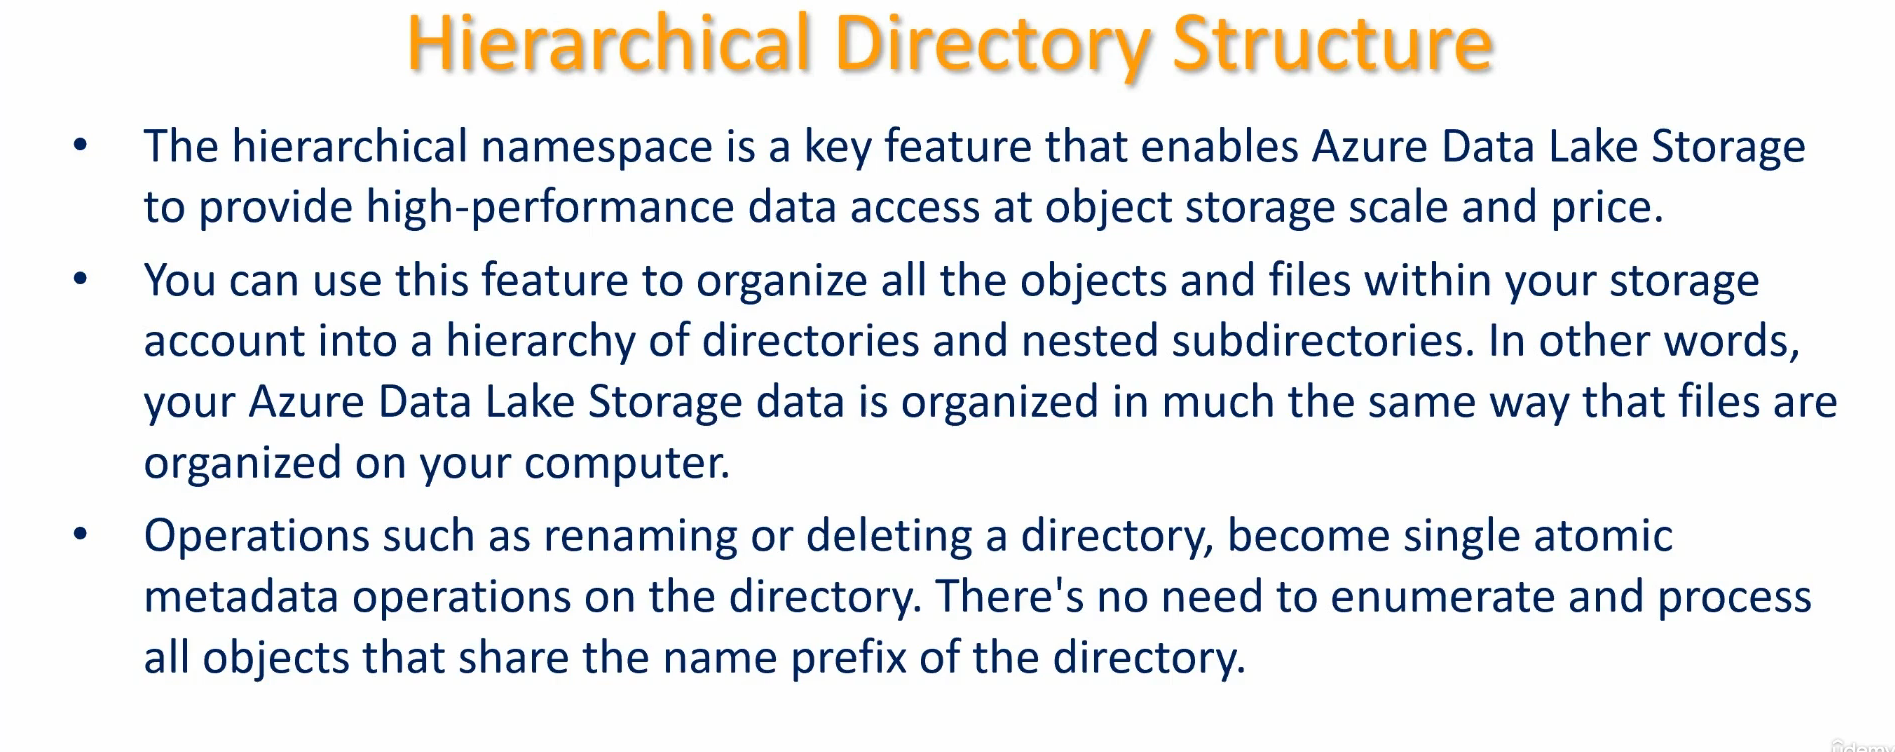 Hierarchical Directory Structure
• The hierarchical namespace is a key feature that enables Azure Data Lake Storage
to provide high-performance data access at object storage scale and price.
• You can use this feature to organize all the objects and files within your storage
account into a hierarchy of directories and nested subdirectories. In other words,
your Azure Data Lake Storage data is organized in much the same way that files are
organized on your computer.
• Operations such as renaming or deleting a directory, become single atomic
metadata operations on the directory. There's no need to enumerate and process
all objects that share the name prefix of the directory.